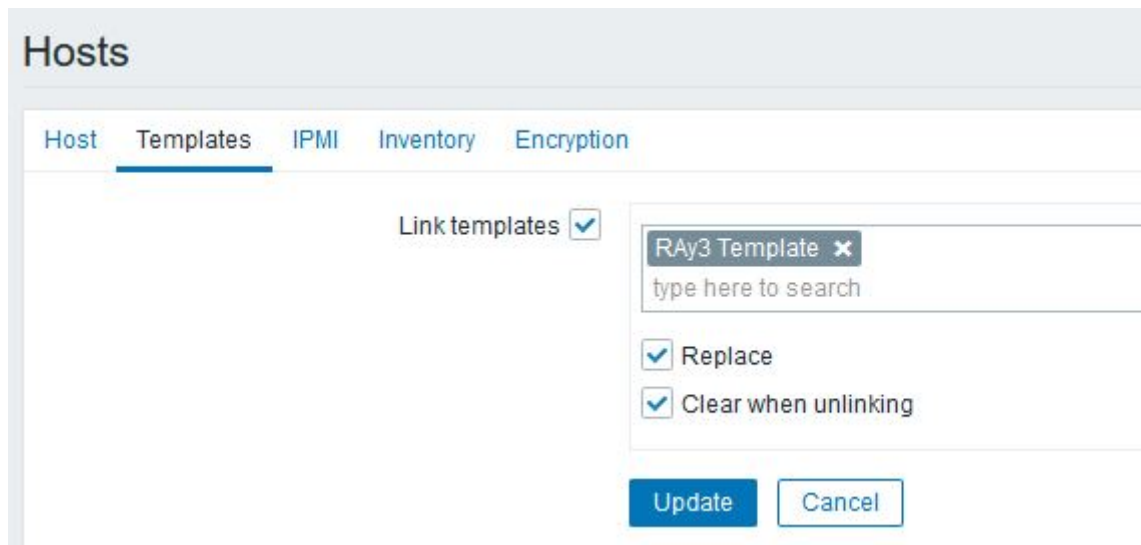 Hosts
Host Templates IPMI Inventory Encryption
Link templates
RAy3 Template
type here to search
Replace
Clear when unlinking
Update Cancel